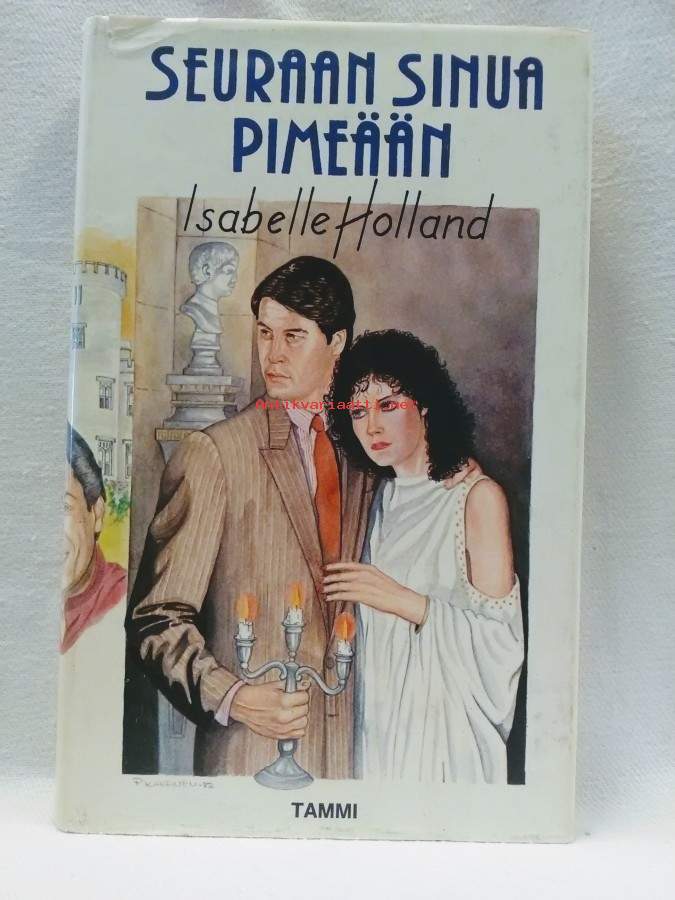 SEURAAN SINUA
PIMEÄÄN
Isabelle Holland
Antikvariaatti.net
TAMMI